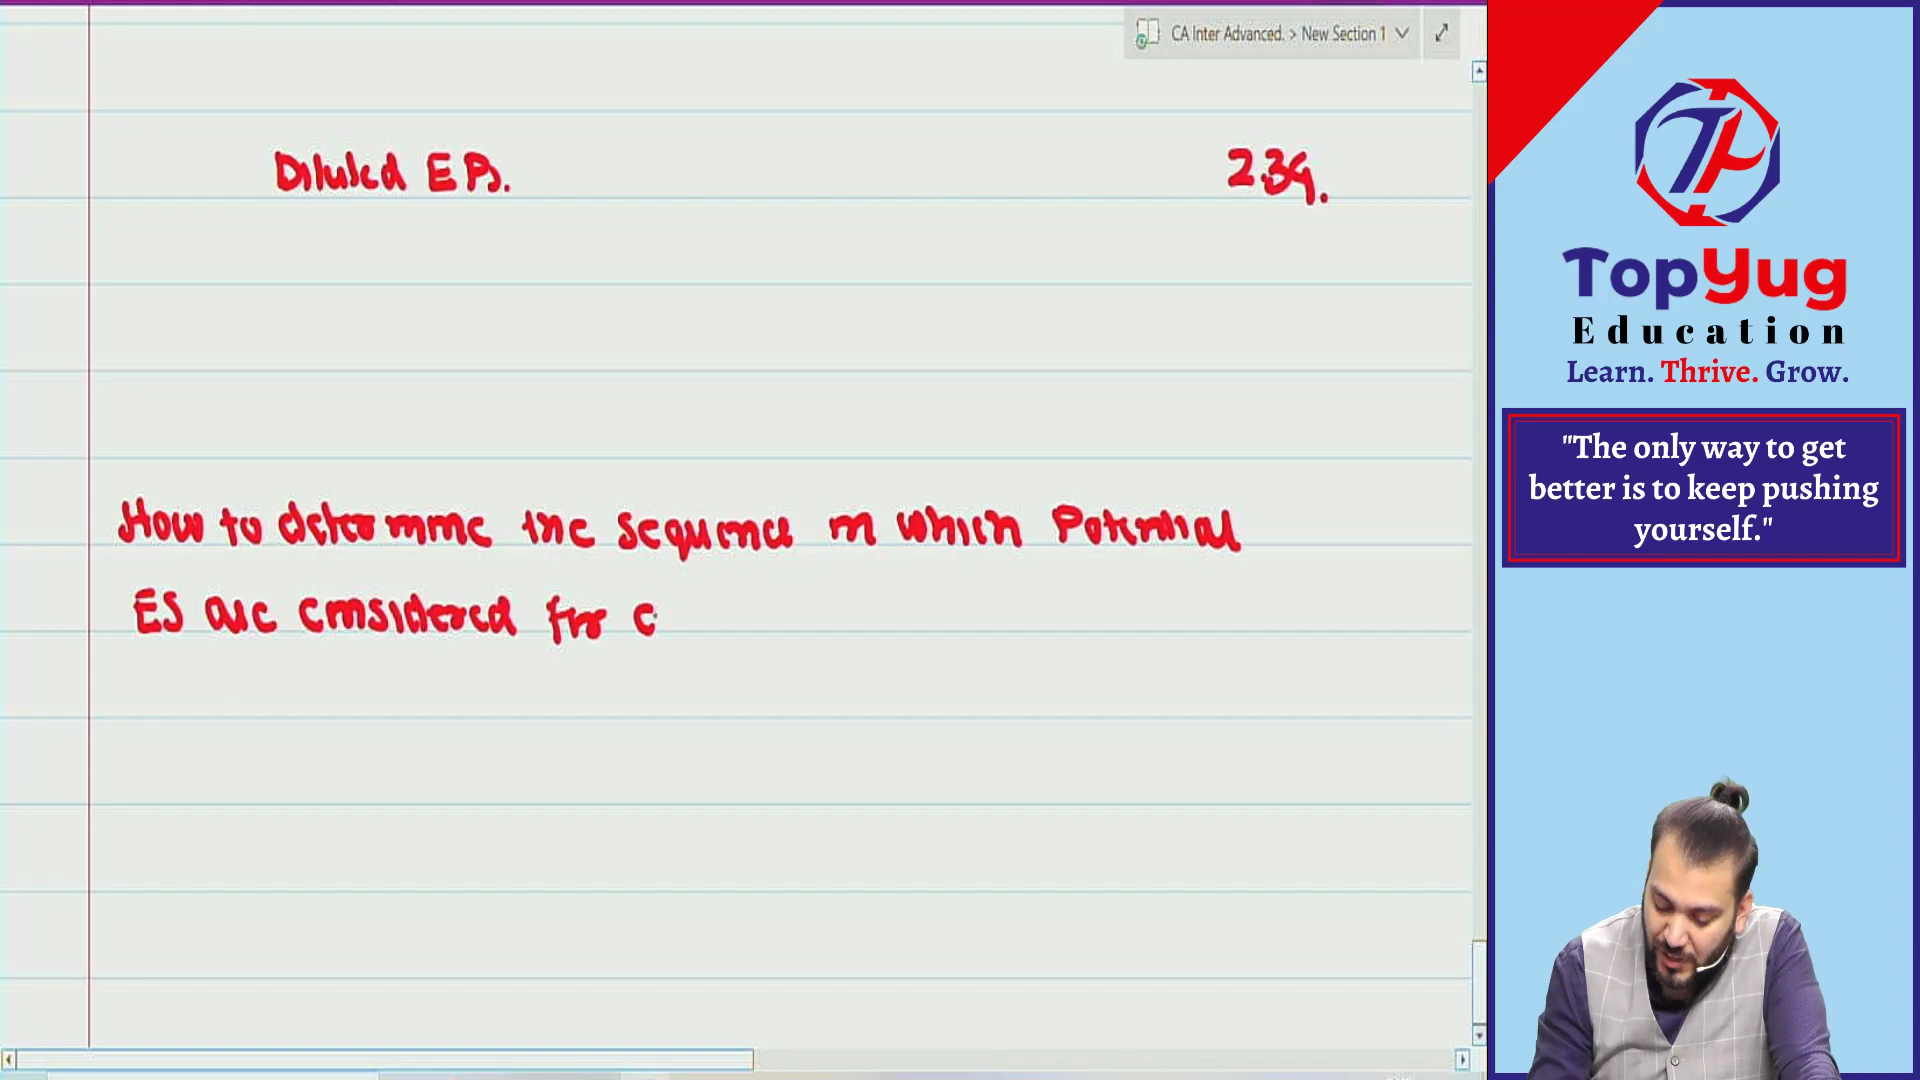 CA Inter Advanced. > New Section 1
Diluted EPS. 2.34.
How to determine the sequence in which Potential
ES are considered for c
TopYug
Education
Learn. Thrive. Grow.
"The only way to get
better is to keep pushing
yourself."